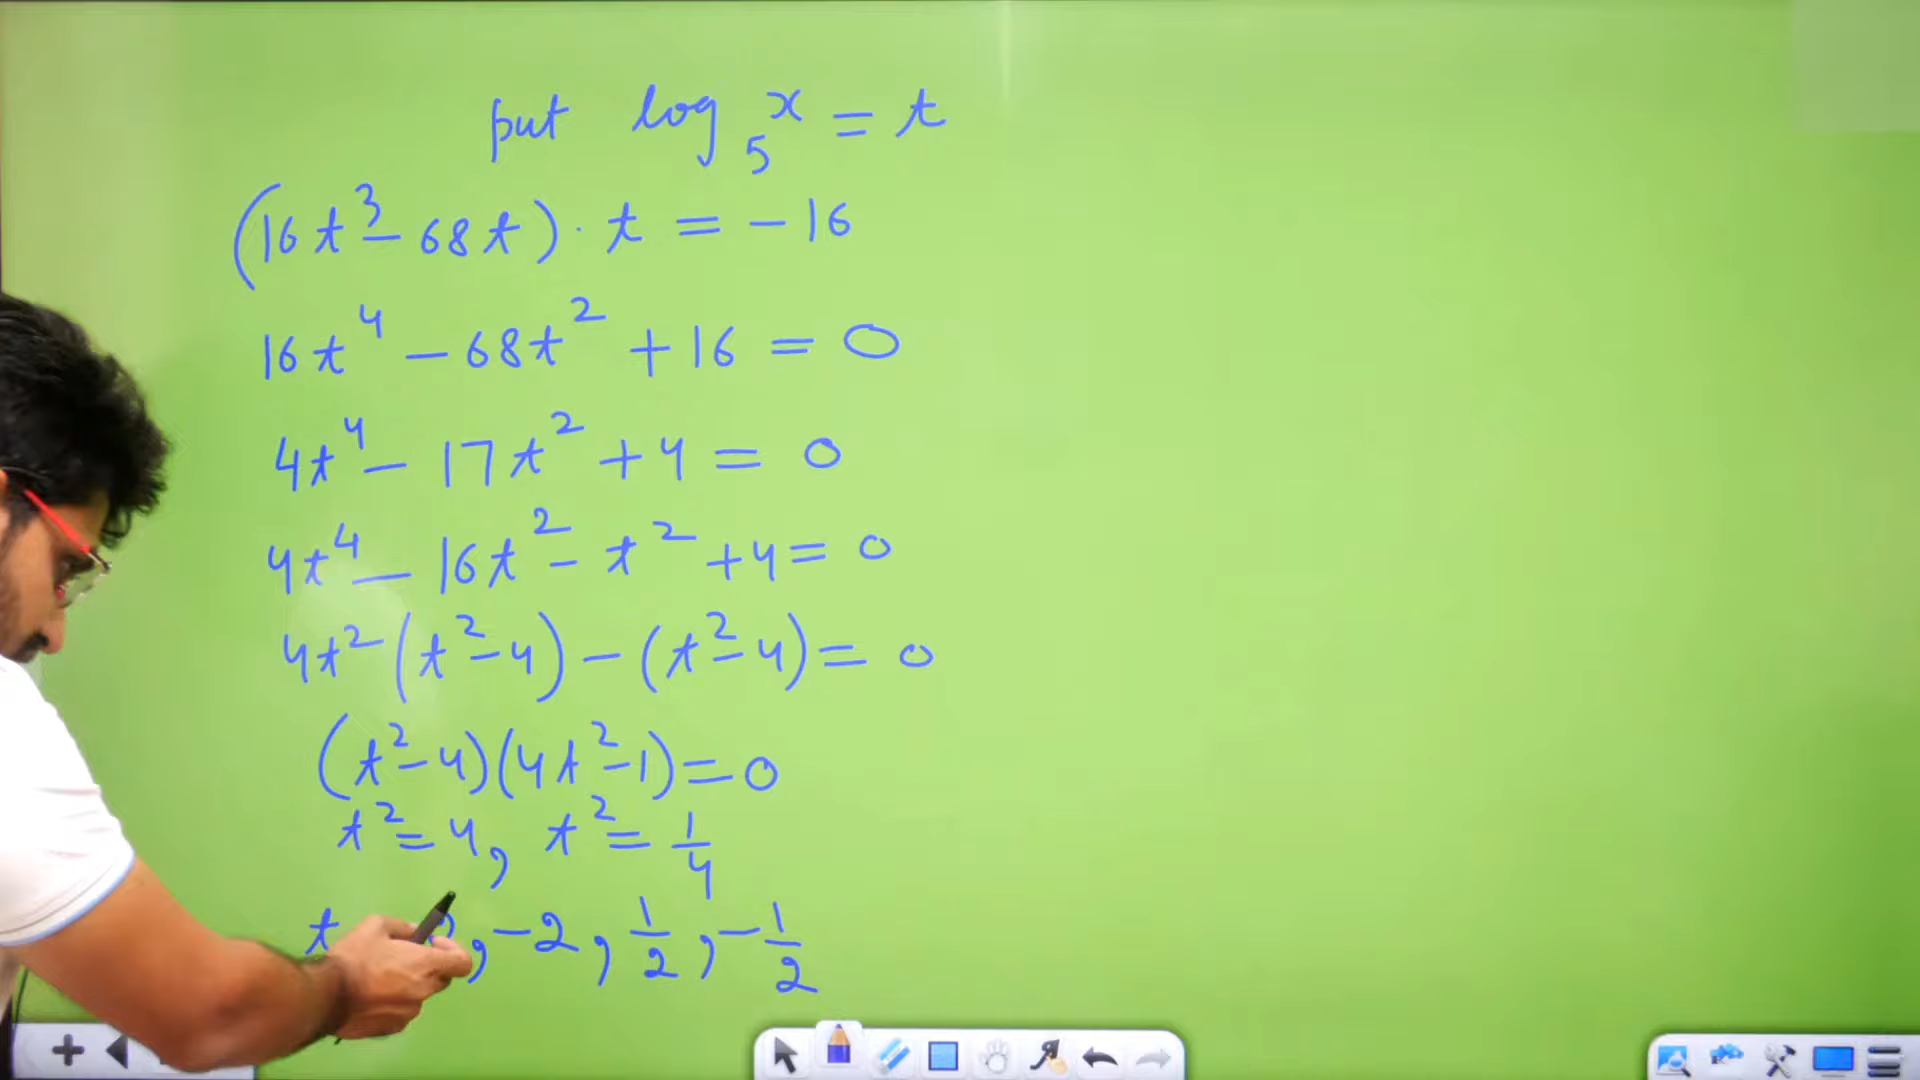 put log₅x = t
(16t³ - 68t) · t = - 16
16t⁴ - 68t² + 16 = 0
4t⁴ - 17t² + 4 = 0
4t⁴ - 16t² - t² + 4 = 0
4t² (t² - 4) - (t² - 4) = 0
(t² - 4)(4t² - 1) = 0
t² = 4, t² = 1/4
t , -2, 1/2, -1/2